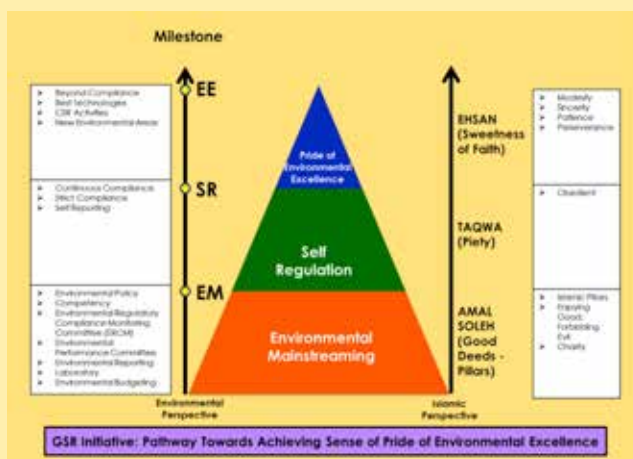 Milestone
EE
Beyond Compliance
Best Technologies
CSR Activities
New Environmental Areas
SR
Continuous Compliance
Strict Compliance
Self Reporting
EM
Environmental Policy
Competency
Environmental Regulatory
Compliance Monitoring
Committee (ERCMC)
Environmental
Performance Committee
Environmental Reporting
Laboratory
Environmental Budgeting
Pride of
Environmental
Excellence
Self
Regulation
Environmental
Mainstreaming
EHSAN
(Sweetness
of Faith)
TAQWA
(Piety)
AMAL
SOLEH
(Good
Deeds -
Pillars)
Modesty
Sincerity
Patience
Perseverance
Obedient
Islamic Pillars
Enjoying
Good;
Forbidding
Evil
Charity
Environmental
Perspective
Islamic
Perspective
GSR Initiative: Pathway Towards Achieving Sense of Pride of Environmental Excellence